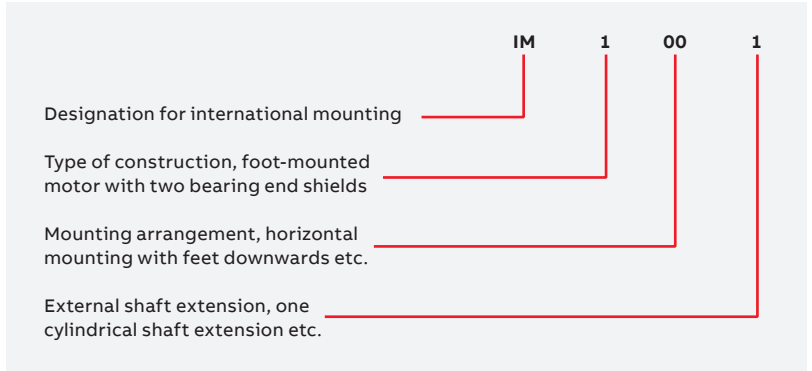 IM 1 00 1
Designation for international mounting
Type of construction, foot-mounted
motor with two bearing end shields
Mounting arrangement, horizontal
mounting with feet downwards etc.
External shaft extension, one
cylindrical shaft extension etc.